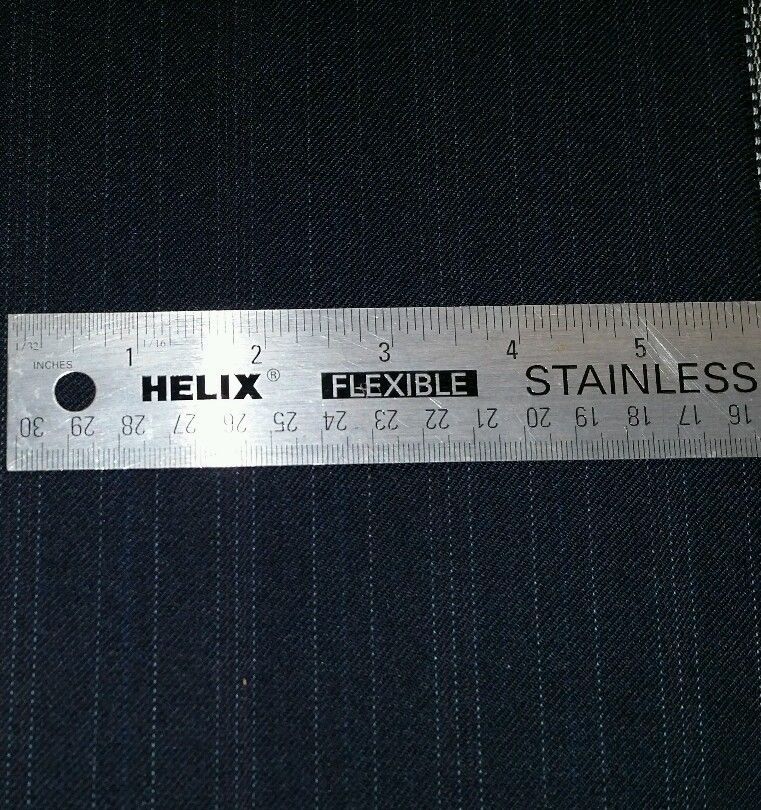 1/32 1/16
INCHES 1 2 3 4 5
HELIX® FLEXIBLE STAINLESS
30 29 28 27 26 25 24 23 22 21 20 19 18 17 16